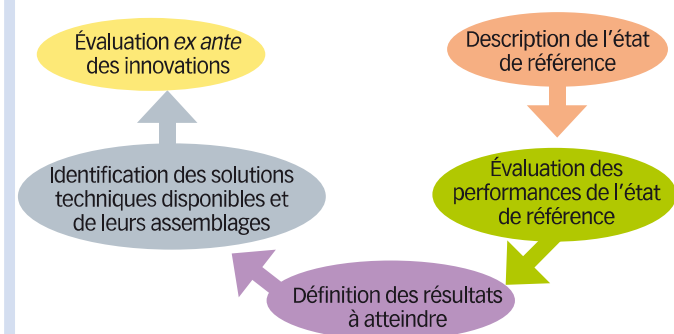 Évaluation ex ante
des innovations
Description de l'état
de référence
Identification des solutions
techniques disponibles et
de leurs assemblages
Évaluation des
performances de l'état
de référence
Définition des résultats
à atteindre